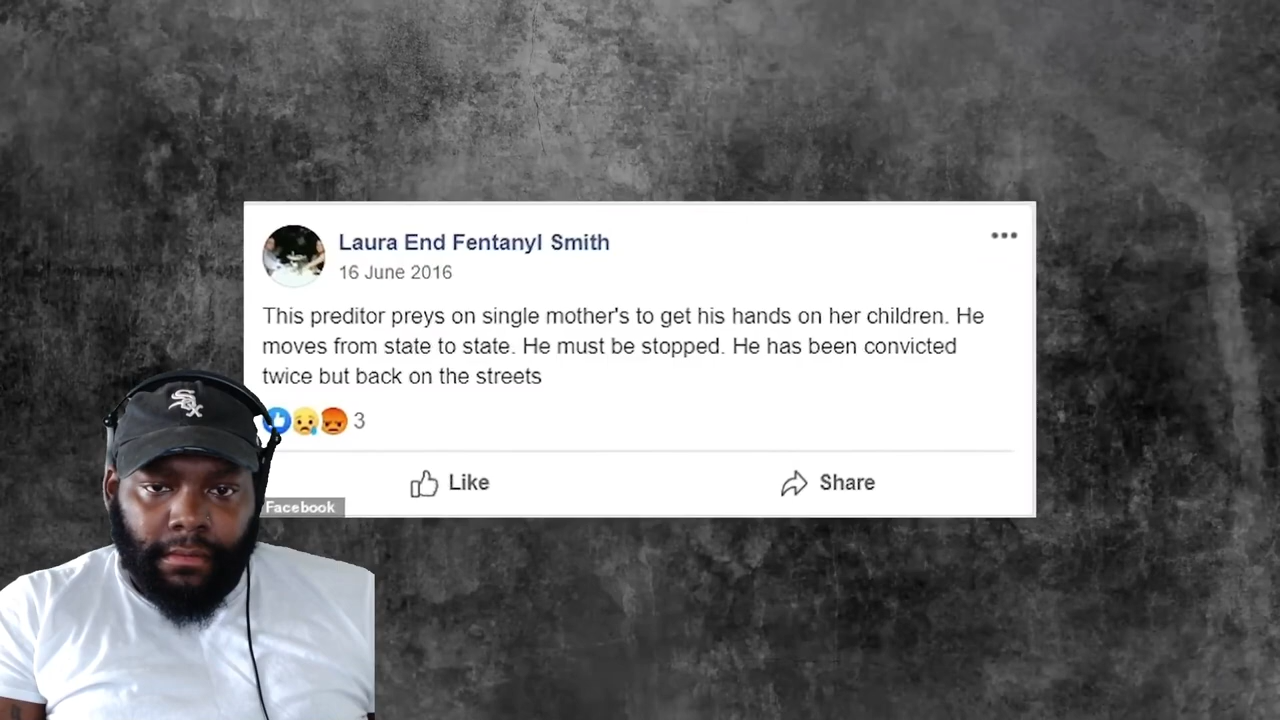 Laura End Fentanyl Smith
16 June 2016
This preditor preys on single mother's to get his hands on her children. He
moves from state to state. He must be stopped. He has been convicted
twice but back on the streets
3
Like
Share
Facebook
Sox